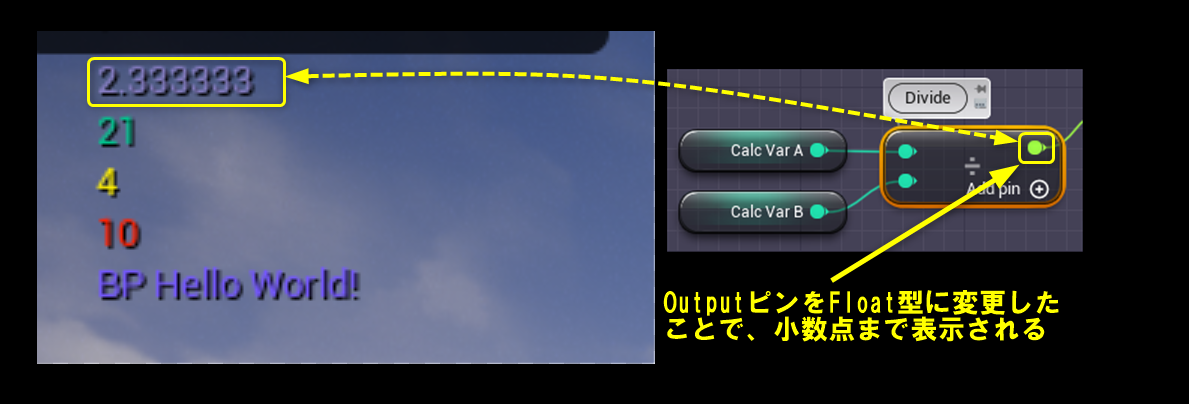 2.333333
21
4
10
BP Hello World!
Divide
Calc Var A
Calc Var B
Add pin
OutputピンをFloat型に変更した
ことで、小数点まで表示される